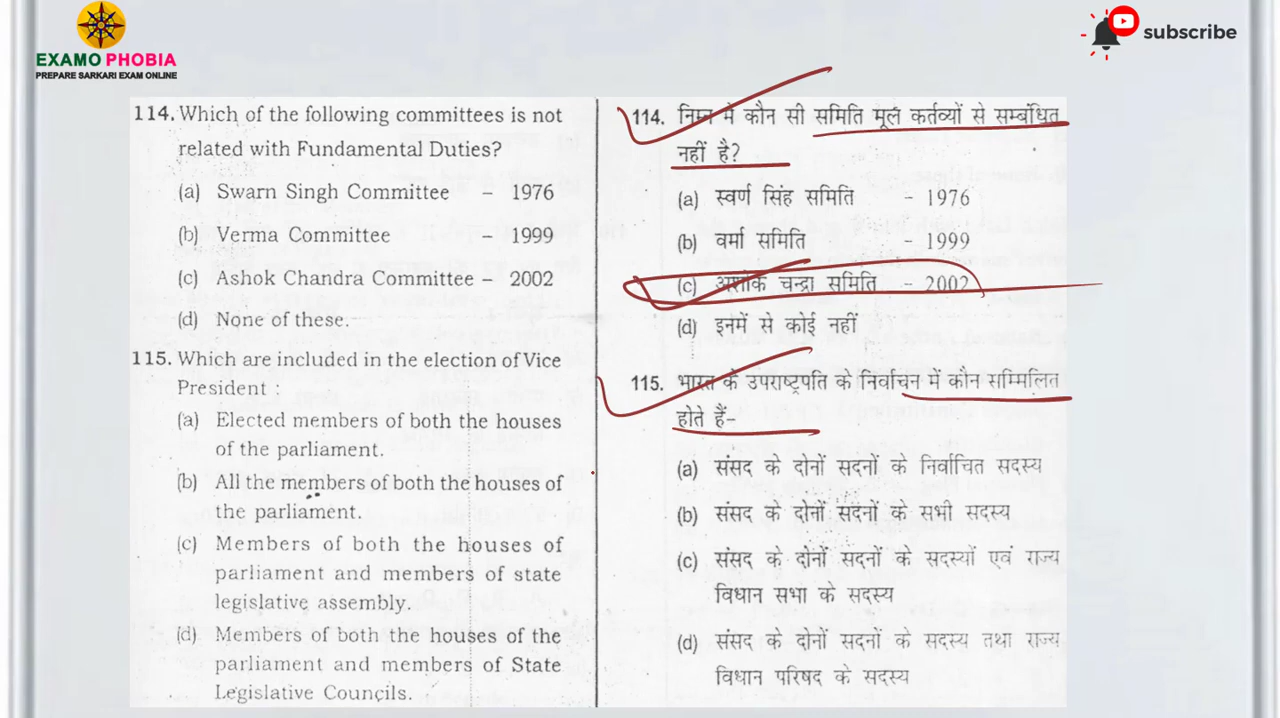 EXAMO PHOBIA
PREPARE SARKARI EXAM ONLINE
subscribe
114. Which of the following committees is not
related with Fundamental Duties?
(a) Swarn Singh Committee – 1976
(b) Verma Committee – 1999
(c) Ashok Chandra Committee – 2002
(d) None of these.
115. Which are included in the election of Vice
President :
(a) Elected members of both the houses
of the parliament.
(b) All the members of both the houses of
the parliament.
(c) Members of both the houses of
parliament and members of state
legislative assembly.
(d) Members of both the houses of the
parliament and members of State
Legislative Councils.
114. निम्न मे कौन सी समिति मूल कर्तव्यों से सम्बंधित
नहीं है?
(a) स्वर्ण सिंह समिति – 1976
(b) वर्मा समिति – 1999
(c) अशोक चन्द्रा समिति – 2002
(d) इनमें से कोई नहीं
115. भारत के उपराष्ट्रपति के निर्वाचन में कौन सम्मिलित
होते हैं–
(a) संसद के दोनों सदनों के निर्वाचित सदस्य
(b) संसद के दोनों सदनों के सभी सदस्य
(c) संसद के दोनों सदनों के सदस्यों एवं राज्य
विधान सभा के सदस्य
(d) संसद के दोनों सदनों के सदस्य तथा राज्य
विधान परिषद के सदस्य